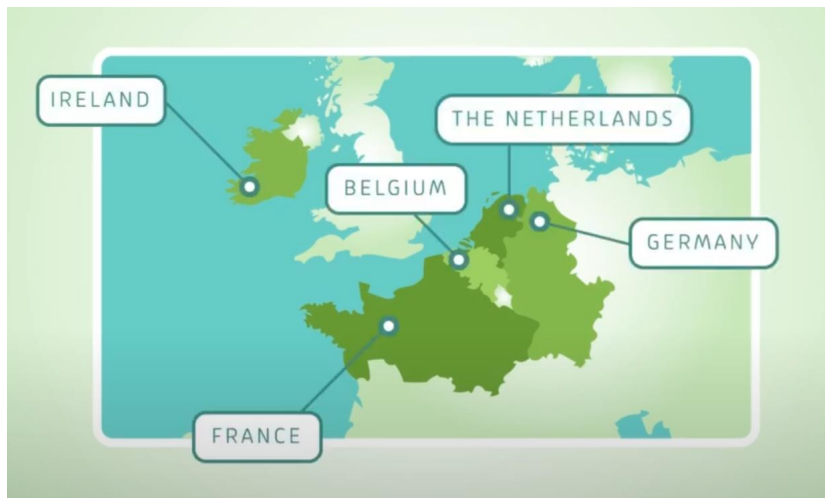 IRELAND
THE NETHERLANDS
BELGIUM
GERMANY
FRANCE